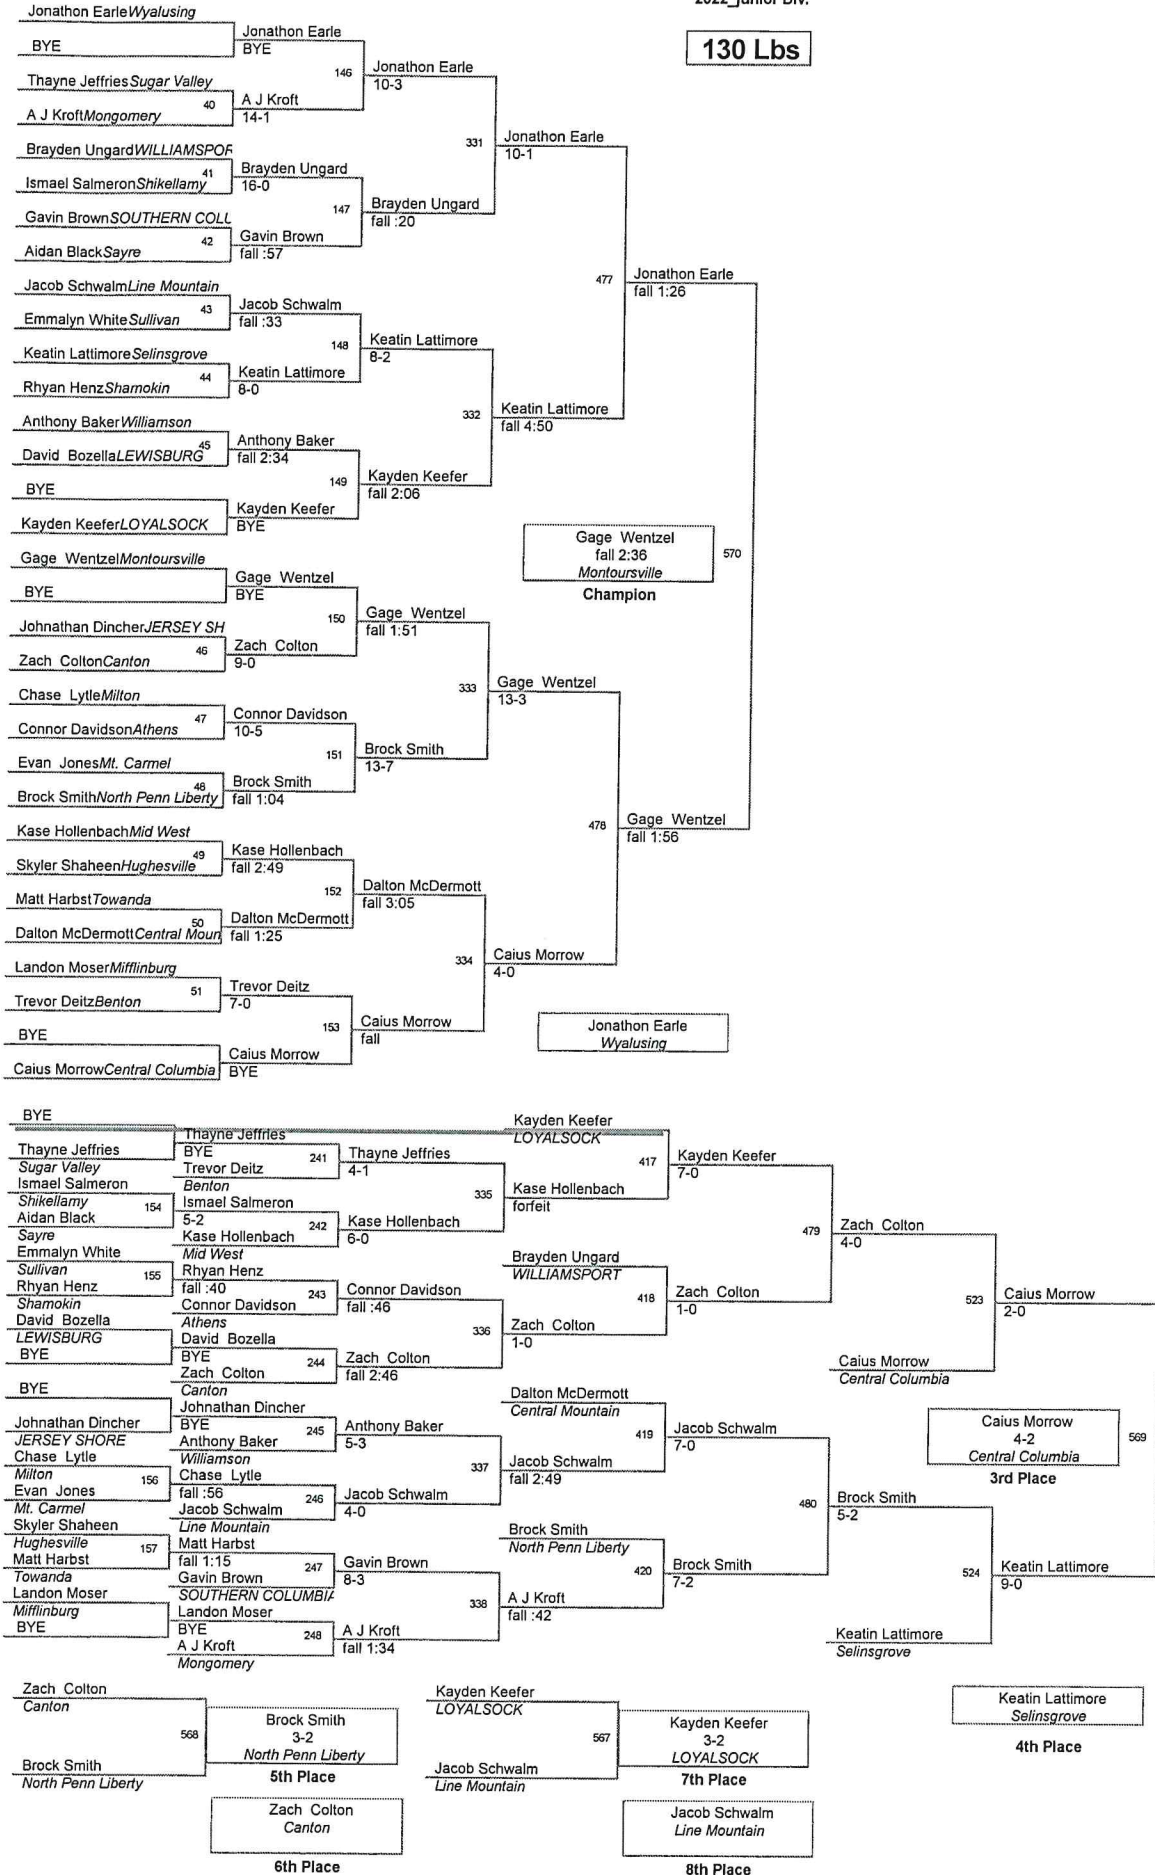 2022_Junior Div.
130 Lbs
Jonathon EarleWyalusing
BYE
Jonathon Earle
BYE
146
Thayne JeffriesSugar Valley
40
A J KroftMongomery
A J Kroft
14-1
Jonathon Earle
10-3
331
Brayden UngardWILLIAMSPOR
41
Ismael SalmeronShikellamy
Brayden Ungard
16-0
147
Gavin BrownSOUTHERN COLL
42
Aidan BlackSayre
Gavin Brown
fall :57
Brayden Ungard
fall :20
Jonathon Earle
10-1
477
Jacob SchwalmLine Mountain
43
Emmalyn WhiteSullivan
Jacob Schwalm
fall :33
148
Keatin LattimoreSelinsgrove
44
Rhyan HenzShamokin
Keatin Lattimore
8-0
Keatin Lattimore
8-2
332
Anthony BakerWilliamson
45
David BozellaLEWISBURG
Anthony Baker
fall 2:34
149
BYE
Kayden KeeferLOYALSOCK
Kayden Keefer
BYE
Kayden Keefer
fall 2:06
Keatin Lattimore
fall 4:50
Jonathon Earle
fall 1:26
Gage Wentzel
fall 2:36
Montoursville
570
Champion
Gage WentzelMontoursville
BYE
Gage Wentzel
BYE
150
Johnathan DincherJERSEY SH
46
Zach ColtonCanton
Zach Colton
9-0
Gage Wentzel
fall 1:51
333
Chase LytleMilton
47
Connor DavidsonAthens
Connor Davidson
10-5
151
Evan JonesMt. Carmel
48
Brock SmithNorth Penn Liberty
Brock Smith
fall 1:04
Brock Smith
13-7
Gage Wentzel
13-3
478
Gage Wentzel
fall 1:56
Kase HollenbachMid West
49
Skyler ShaheenHughesville
Kase Hollenbach
fall 2:49
152
Matt HarbstTowanda
50
Dalton McDermottCentral Moun
Dalton McDermott
fall 1:25
Dalton McDermott
fall 3:05
334
Landon MoserMifflinburg
51
Trevor DeitzBenton
Trevor Deitz
7-0
153
BYE
Caius MorrowCentral Columbia
Caius Morrow
BYE
Caius Morrow
fall
Caius Morrow
4-0
Jonathon Earle
Wyalusing
BYE
Thayne Jeffries
Sugar Valley
Ismael Salmeron
Shikellamy
154
Aidan Black
Sayre
Emmalyn White
Sullivan
155
Rhyan Henz
Shamokin
David Bozella
LEWISBURG
BYE
BYE
Johnathan Dincher
JERSEY SHORE
Chase Lytle
Milton
156
Evan Jones
Mt. Carmel
Skyler Shaheen
Hughesville
157
Matt Harbst
Towanda
Landon Moser
Mifflinburg
BYE
Thayne Jeffries
BYE
241
Trevor Deitz
Benton
Ismael Salmeron
5-2
242
Kase Hollenbach
Mid West
Rhyan Henz
fall :40
243
Connor Davidson
Athens
David Bozella
BYE
244
Zach Colton
Canton
Johnathan Dincher
BYE
245
Anthony Baker
Williamson
Chase Lytle
fall :56
246
Jacob Schwalm
Line Mountain
Matt Harbst
fall 1:15
247
Gavin Brown
SOUTHERN COLUMBIA
Landon Moser
BYE
248
A J Kroft
Mongomery
Thayne Jeffries
4-1
335
Kase Hollenbach
6-0
Connor Davidson
fall :46
336
Zach Colton
fall 2:46
Anthony Baker
5-3
337
Jacob Schwalm
4-0
Gavin Brown
8-3
338
A J Kroft
fall 1:34
Kayden Keefer
LOYALSOCK
417
Kase Hollenbach
forfeit
Brayden Ungard
WILLIAMSPORT
418
Zach Colton
1-0
Dalton McDermott
Central Mountain
419
Jacob Schwalm
fall 2:49
Brock Smith
North Penn Liberty
420
A J Kroft
fall :42
Kayden Keefer
7-0
479
Zach Colton
1-0
Jacob Schwalm
7-0
480
Brock Smith
7-2
Zach Colton
4-0
523
Caius Morrow
Central Columbia
Brock Smith
5-2
524
Keatin Lattimore
Selinsgrove
Caius Morrow
2-0
Caius Morrow
4-2
Central Columbia
569
3rd Place
Keatin Lattimore
9-0
Zach Colton
Canton
568
Brock Smith
North Penn Liberty
Brock Smith
3-2
North Penn Liberty
5th Place
Zach Colton
Canton
6th Place
Kayden Keefer
LOYALSOCK
567
Jacob Schwalm
Line Mountain
Kayden Keefer
3-2
LOYALSOCK
7th Place
Jacob Schwalm
Line Mountain
8th Place
Keatin Lattimore
Selinsgrove
4th Place